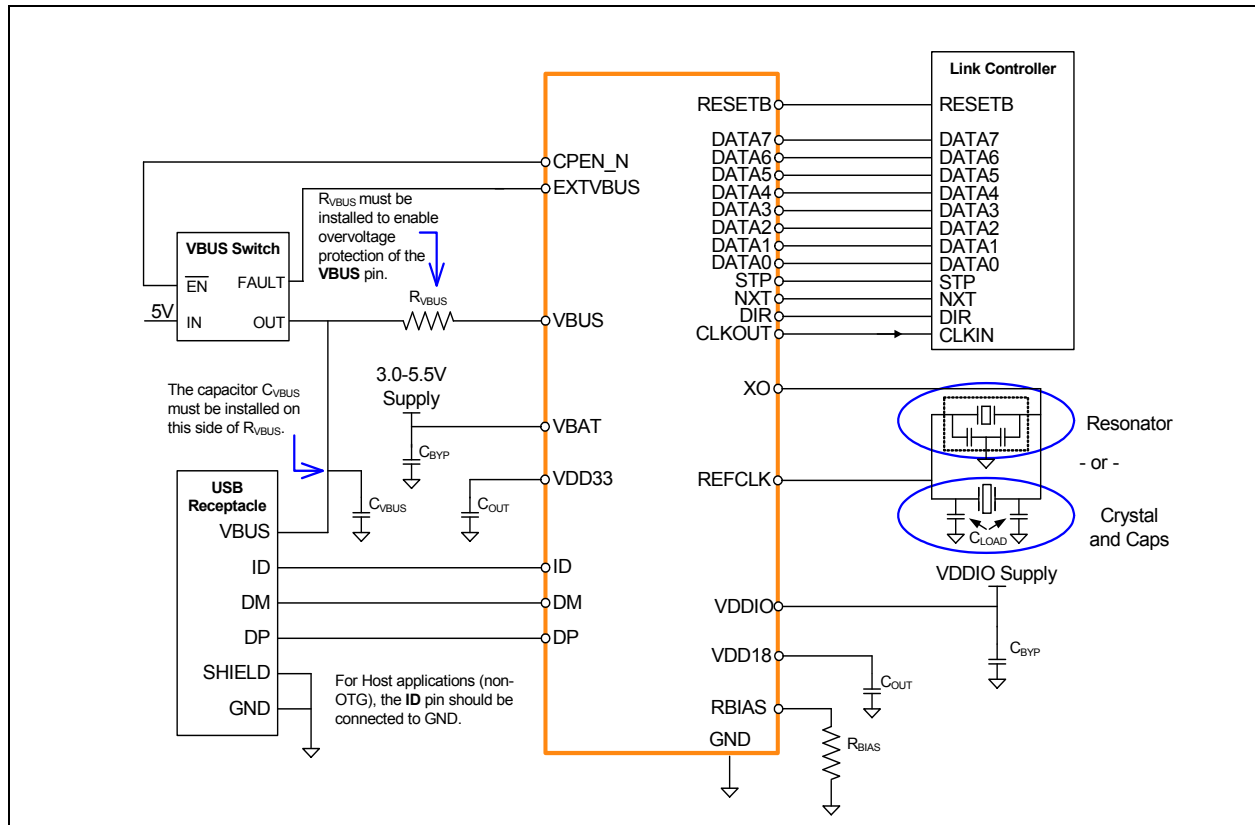 Link Controller
RESETB
RESETB
DATA7
DATA7
DATA6
DATA6
DATA5
DATA5
DATA4
DATA4
DATA3
DATA3
DATA2
DATA2
DATA1
DATA1
DATA0
DATA0
STP
STP
NXT
NXT
DIR
DIR
CLKOUT
CLKIN
CPEN_N
EXTVBUS
RVBUS must be
installed to enable
overvoltage
protection of the
VBUS pin.
VBUS Switch
EN
FAULT
5V
IN
OUT
RVBUS
VBUS
The capacitor CVBUS
must be installed on
this side of RVBUS.
3.0-5.5V
Supply
VBAT
CBYP
VDD33
COUT
CVBUS
USB
Receptacle
VBUS
ID
ID
DM
DM
DP
DP
SHIELD
GND
For Host applications (non-
OTG), the ID pin should be
connected to GND.
XO
Resonator
- or -
REFCLK
CLOAD
Crystal
and Caps
VDDIO Supply
VDDIO
CBYP
VDD18
COUT
RBIAS
RBIAS
GND